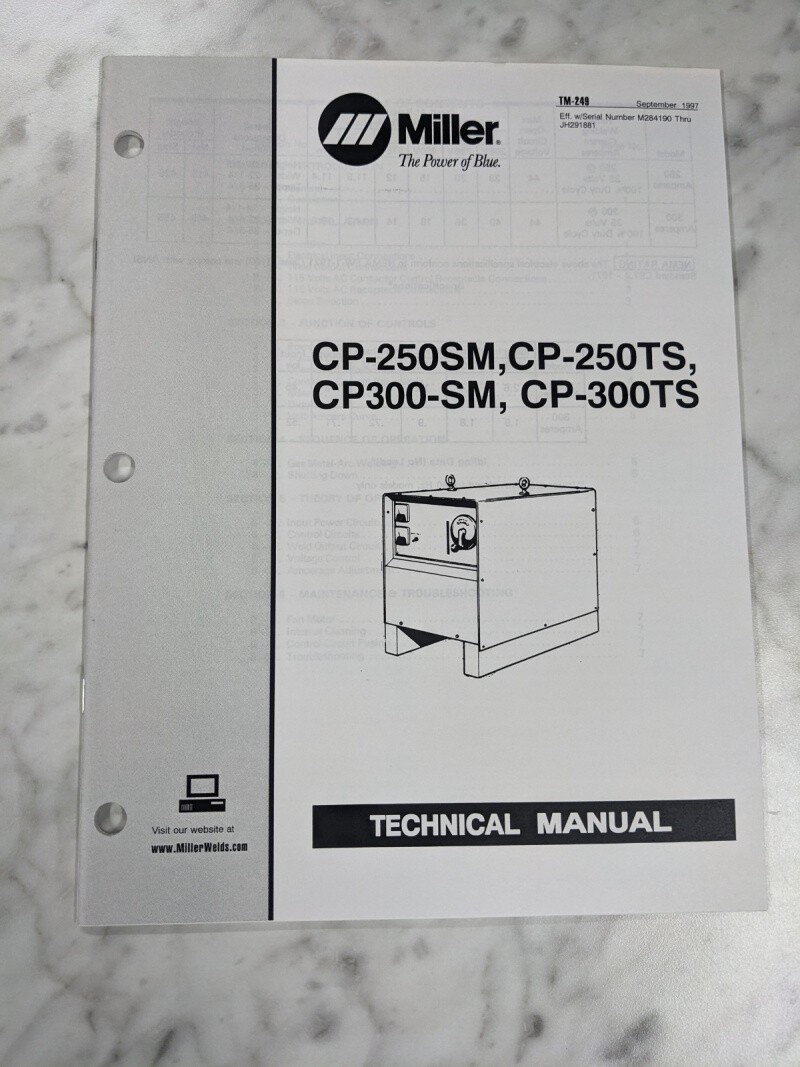 TM-249
September 1997
Eff. w/Serial Number M284190 Thru
JH291881
Miller®
The Power of Blue.
CP-250SM,CP-250TS,
CP300-SM, CP-300TS
TECHNICAL MANUAL
Visit our website at
www.MillerWelds.com